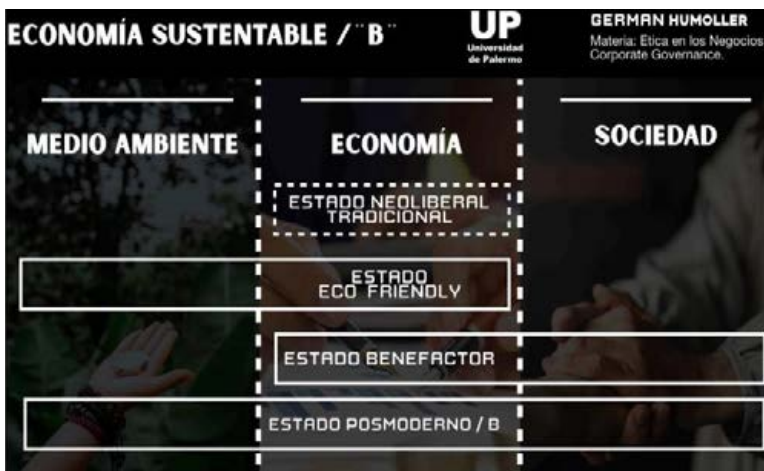 ECONOMÍA SUSTENTABLE / ¨B¨
UP
Universidad
de Palermo
GERMAN HUMOLLER
Materia: Etica en los Negocios
Corporate Governance.
MEDIO AMBIENTE
ECONOMÍA
SOCIEDAD
ESTADO NEOLIBERAL
TRADICIONAL
ESTADO
ECO FRIENDLY
ESTADO BENEFACTOR
ESTADO POSMODERNO / B